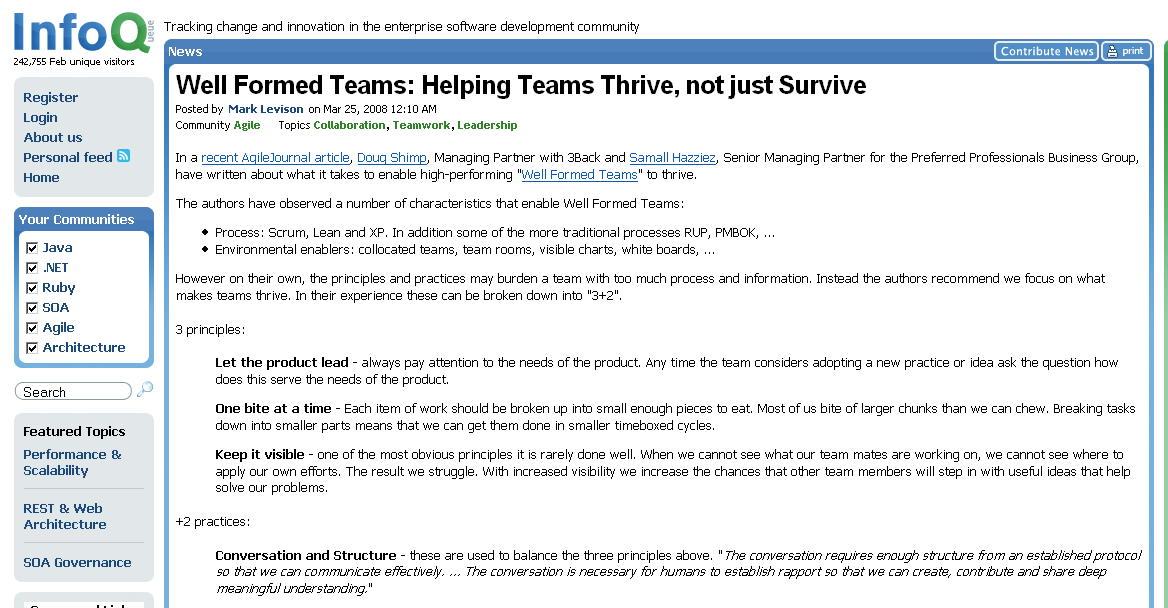 InfoQ
ueue
Tracking change and innovation in the enterprise software development community
242,755 Feb unique visitors
Register
Login
About us
Personal feed
Home
Your Communities
Java
.NET
Ruby
SOA
Agile
Architecture
Search
Featured Topics
Performance &
Scalability
REST & Web
Architecture
SOA Governance
News
Contribute News
print
Well Formed Teams: Helping Teams Thrive, not just Survive
Posted by Mark Levison on Mar 25, 2008 12:10 AM
Community Agile Topics Collaboration, Teamwork, Leadership
In a recent AgileJournal article, Doug Shimp, Managing Partner with 3Back and Samall Hazziez, Senior Managing Partner for the Preferred Professionals Business Group,
have written about what it takes to enable high-performing "Well Formed Teams" to thrive.
The authors have observed a number of characteristics that enable Well Formed Teams:
Process: Scrum, Lean and XP. In addition some of the more traditional processes RUP, PMBOK, ...
Environmental enablers: collocated teams, team rooms, visible charts, white boards, ...
However on their own, the principles and practices may burden a team with too much process and information. Instead the authors recommend we focus on what
makes teams thrive. In their experience these can be broken down into "3+2".
3 principles:
Let the product lead - always pay attention to the needs of the product. Any time the team considers adopting a new practice or idea ask the question how
does this serve the needs of the product.
One bite at a time - Each item of work should be broken up into small enough pieces to eat. Most of us bite of larger chunks than we can chew. Breaking tasks
down into smaller parts means that we can get them done in smaller timeboxed cycles.
Keep it visible - one of the most obvious principles it is rarely done well. When we cannot see what our team mates are working on, we cannot see where to
apply our own efforts. The result we struggle. With increased visibility we increase the chances that other team members will step in with useful ideas that help
solve our problems.
+2 practices:
Conversation and Structure - these are used to balance the three principles above. "The conversation requires enough structure from an established protocol
so that we can communicate effectively. ... The conversation is necessary for humans to establish rapport so that we can create, contribute and share deep
meaningful understanding."